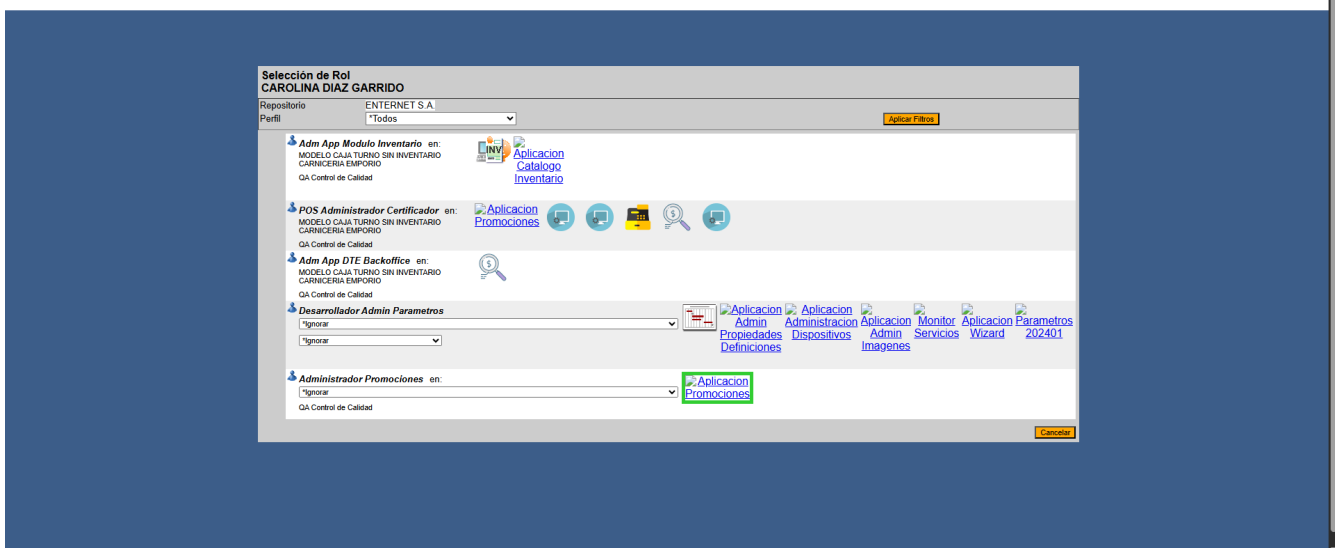 Selección de Rol
CAROLINA DIAZ GARRIDO
Repositorio ENTERNET S.A.
Perfil *Todos Aplicar Filtros
Adm App Modulo Inventario en:
MODELO CAJA TURNO SIN INVENTARIO
CARNICERIA EMPORIO
QA Control de Calidad
INV
Aplicacion
Catalogo
Inventario
POS Administrador Certificador en:
MODELO CAJA TURNO SIN INVENTARIO
CARNICERIA EMPORIO
QA Control de Calidad
Aplicacion
Promociones
Adm App DTE Backoffice en:
MODELO CAJA TURNO SIN INVENTARIO
CARNICERIA EMPORIO
QA Control de Calidad
Desarrollador Admin Parametros
*Ignorar
*Ignorar
Aplicacion
Admin
Propiedades
Definiciones
Aplicacion
Administracion
Dispositivos
Aplicacion
Admin
Imagenes
Monitor
Servicios
Aplicacion
Wizard
Parametros
202401
Administrador Promociones en:
*Ignorar
QA Control de Calidad
Aplicacion
Promociones
Cancelar